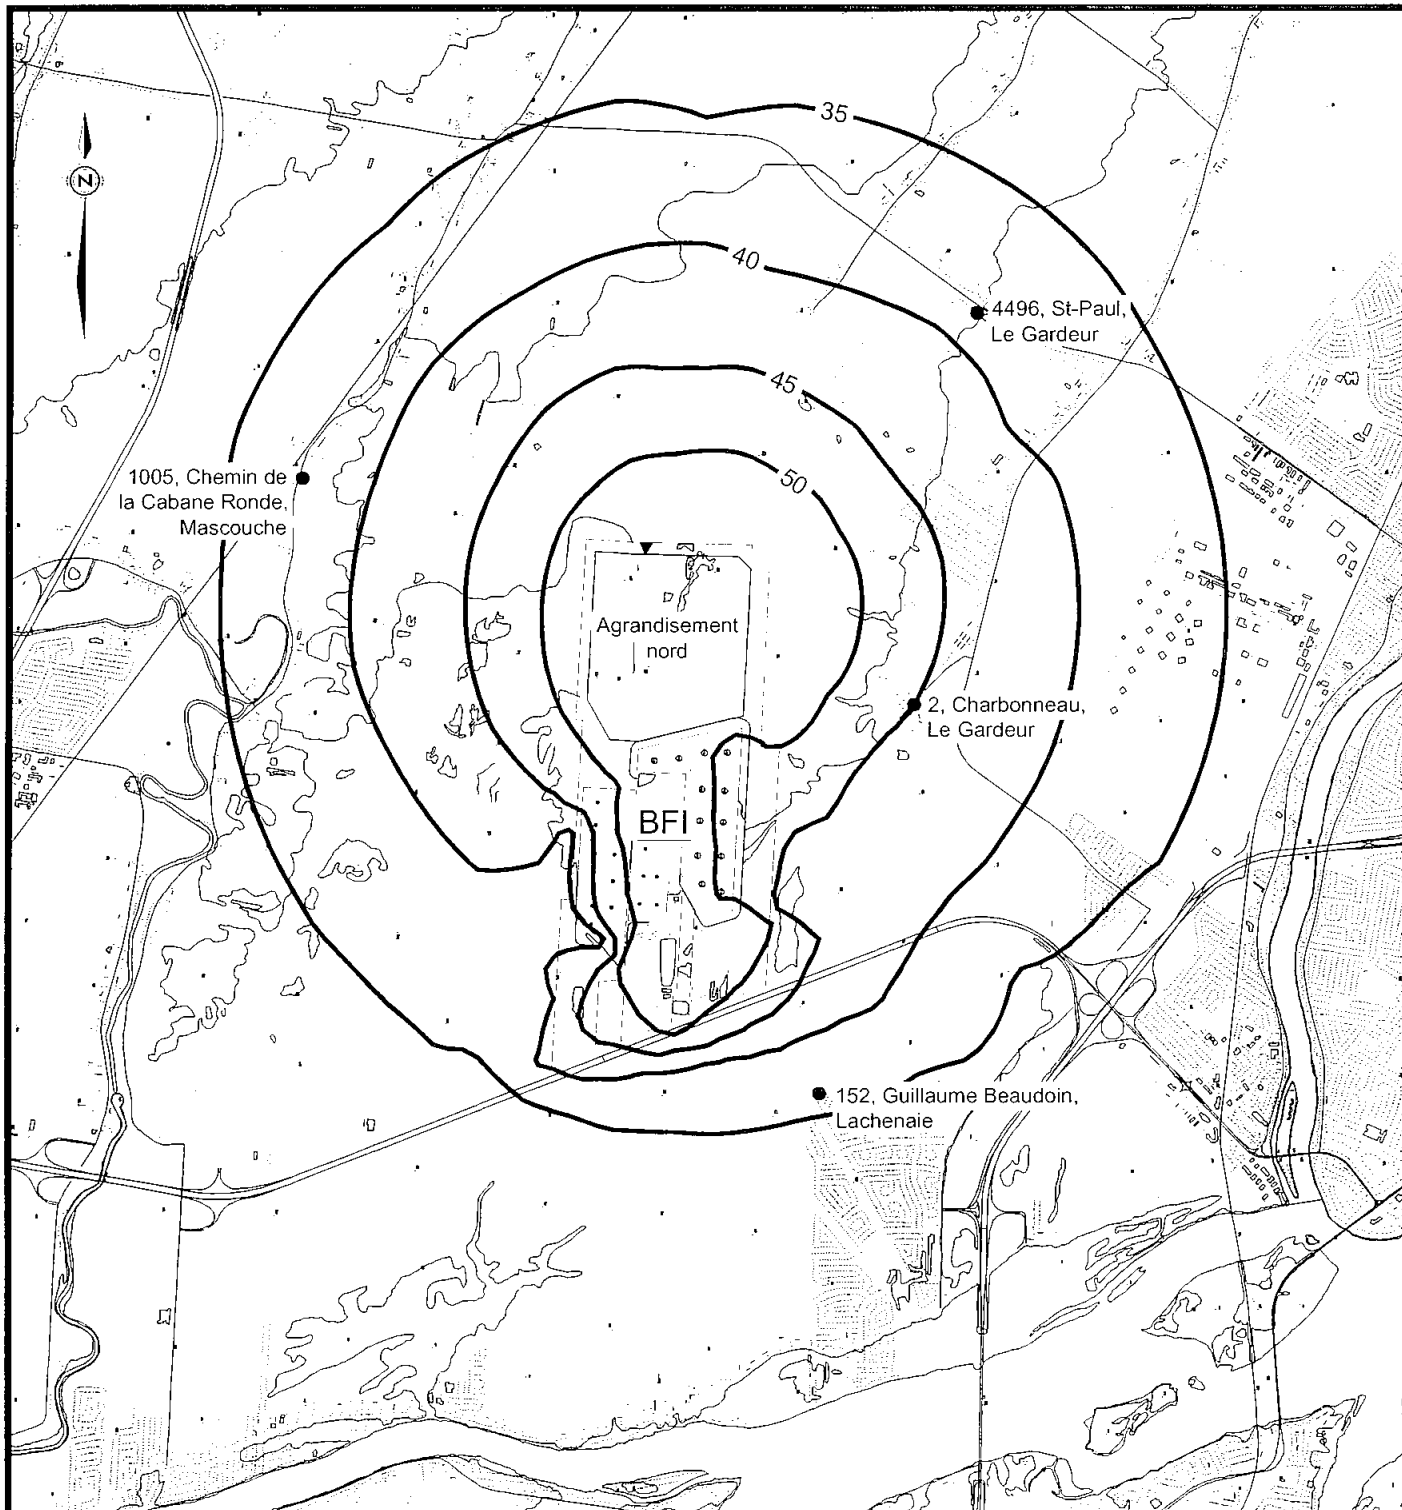 35
N
40
4496, St-Paul,
Le Gardeur
45
1005, Chemin de
la Cabane Ronde,
Mascouche
50
Agrandisement
nord
2, Charbonneau,
Le Gardeur
BFI
152, Guillaume Beaudoin,
Lachenaie